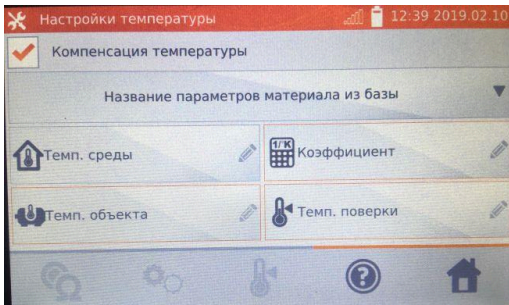 Настройки температуры 12:39 2019.02.10
Компенсация температуры
Название параметров материала из базы
Темп. среды
1/°K Коэффициент
Темп. объекта
Темп. поверки
?